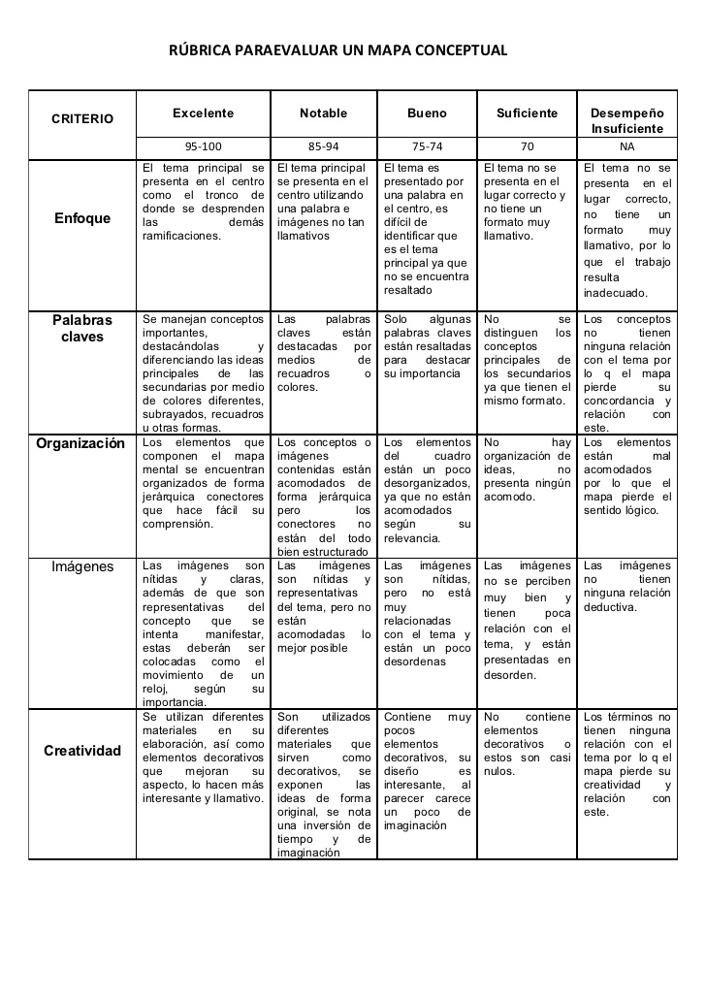 RÚBRICA PARAEVALUAR UN MAPA CONCEPTUAL
CRITERIO
Excelente
Notable
Bueno
Suficiente
Desempeño
Insuficiente
95-100
85-94
75-74
70
NA
Enfoque
El tema principal se
presenta en el centro
como el tronco de
donde se desprenden
las demás
ramificaciones.
El tema principal
se presenta en el
centro utilizando
una palabra e
imágenes no tan
llamativos
El tema es
presentado por
una palabra en
el centro, es
difícil de
identificar que
es el tema
principal ya que
no se encuentra
resaltado
El tema no se
presenta en el
lugar correcto y
no tiene un
formato muy
llamativo.
El tema no se
presenta en el
lugar correcto,
no tiene un
formato muy
llamativo, por lo
que el trabajo
resulta
inadecuado.
Palabras
claves
Se manejan conceptos
importantes,
destacándolas y
diferenciando las ideas
principales de las
secundarias por medio
de colores diferentes,
subrayados, recuadros
u otras formas.
Las palabras
claves están
destacadas por
medios de
recuadros o
colores.
Solo algunas
palabras claves
están resaltadas
para destacar
su importancia
No se
distinguen los
conceptos
principales de
los secundarios
ya que tienen el
mismo formato.
Los conceptos
no tienen
ninguna relación
con el tema por
lo q el mapa
pierde su
concordancia y
relación con
este.
Organización
Los elementos que
componen el mapa
mental se encuentran
organizados de forma
jerárquica conectores
que hace fácil su
comprensión.
Los conceptos o
imágenes
contenidas están
acomodados de
forma jerárquica
pero los
conectores no
están del todo
bien estructurado
Los elementos
del cuadro
están un poco
desorganizados,
ya que no están
acomodados
según su
relevancia.
No hay
organización de
ideas, no
presenta ningún
acomodo.
Los elementos
están mal
acomodados
por lo que el
mapa pierde el
sentido lógico.
Imágenes
Las imágenes son
nítidas y claras,
además de que son
representativas del
concepto que se
intenta manifestar,
estas deberán ser
colocadas como el
movimiento de un
reloj, según su
importancia.
Las imágenes
son nítidas y
representativas
del tema, pero no
están
acomodadas lo
mejor posible
Las imágenes
son nítidas,
pero no está
muy
relacionadas
con el tema y
están un poco
desordenas
Las imágenes
no se perciben
muy bien y
tienen poca
relación con el
tema, y están
presentadas en
desorden.
Las imágenes
no tienen
ninguna relación
deductiva.
Creatividad
Se utilizan diferentes
materiales en su
elaboración, así como
elementos decorativos
que mejoran su
aspecto, lo hacen más
interesante y llamativo.
Son utilizados
diferentes
materiales que
sirven como
decorativos, se
exponen las
ideas de forma
original, se nota
una inversión de
tiempo y de
imaginación
Contiene muy
pocos
elementos
decorativos, su
diseño es
interesante, al
parecer carece
un poco de
imaginación
No contiene
elementos
decorativos o
estos son casi
nulos.
Los términos no
tienen ninguna
relación con el
tema por lo q el
mapa pierde su
creatividad y
relación con
este.